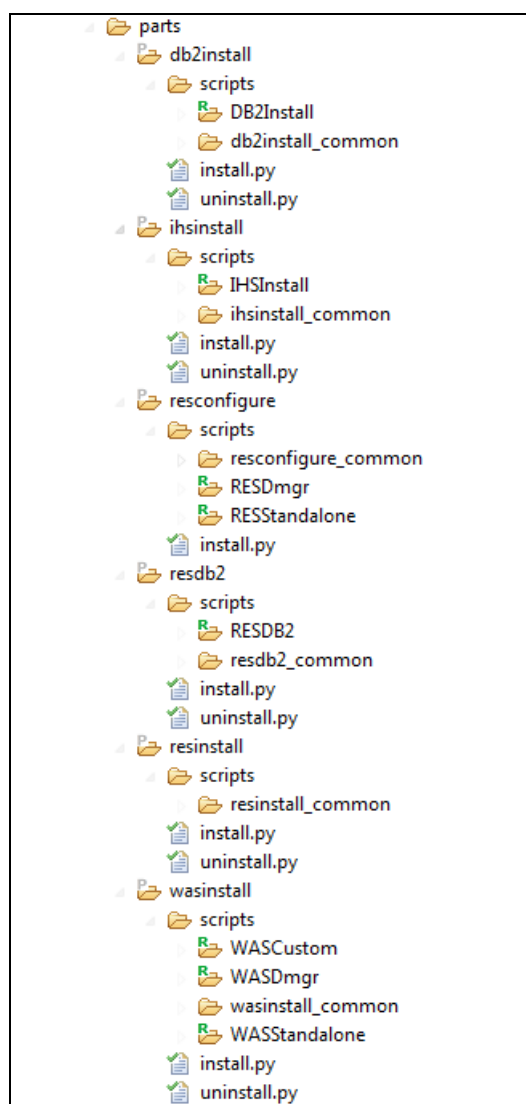 parts
db2install
scripts
DB2Install
db2install_common
install.py
uninstall.py
ihsinstall
scripts
IHSInstall
ihsinstall_common
install.py
uninstall.py
resconfigure
scripts
resconfigure_common
RESDmgr
RESStandalone
install.py
resdb2
scripts
RESDB2
resdb2_common
install.py
uninstall.py
resinstall
scripts
resinstall_common
install.py
uninstall.py
wasinstall
scripts
WASCustom
WASDmgr
wasinstall_common
WASStandalone
install.py
uninstall.py